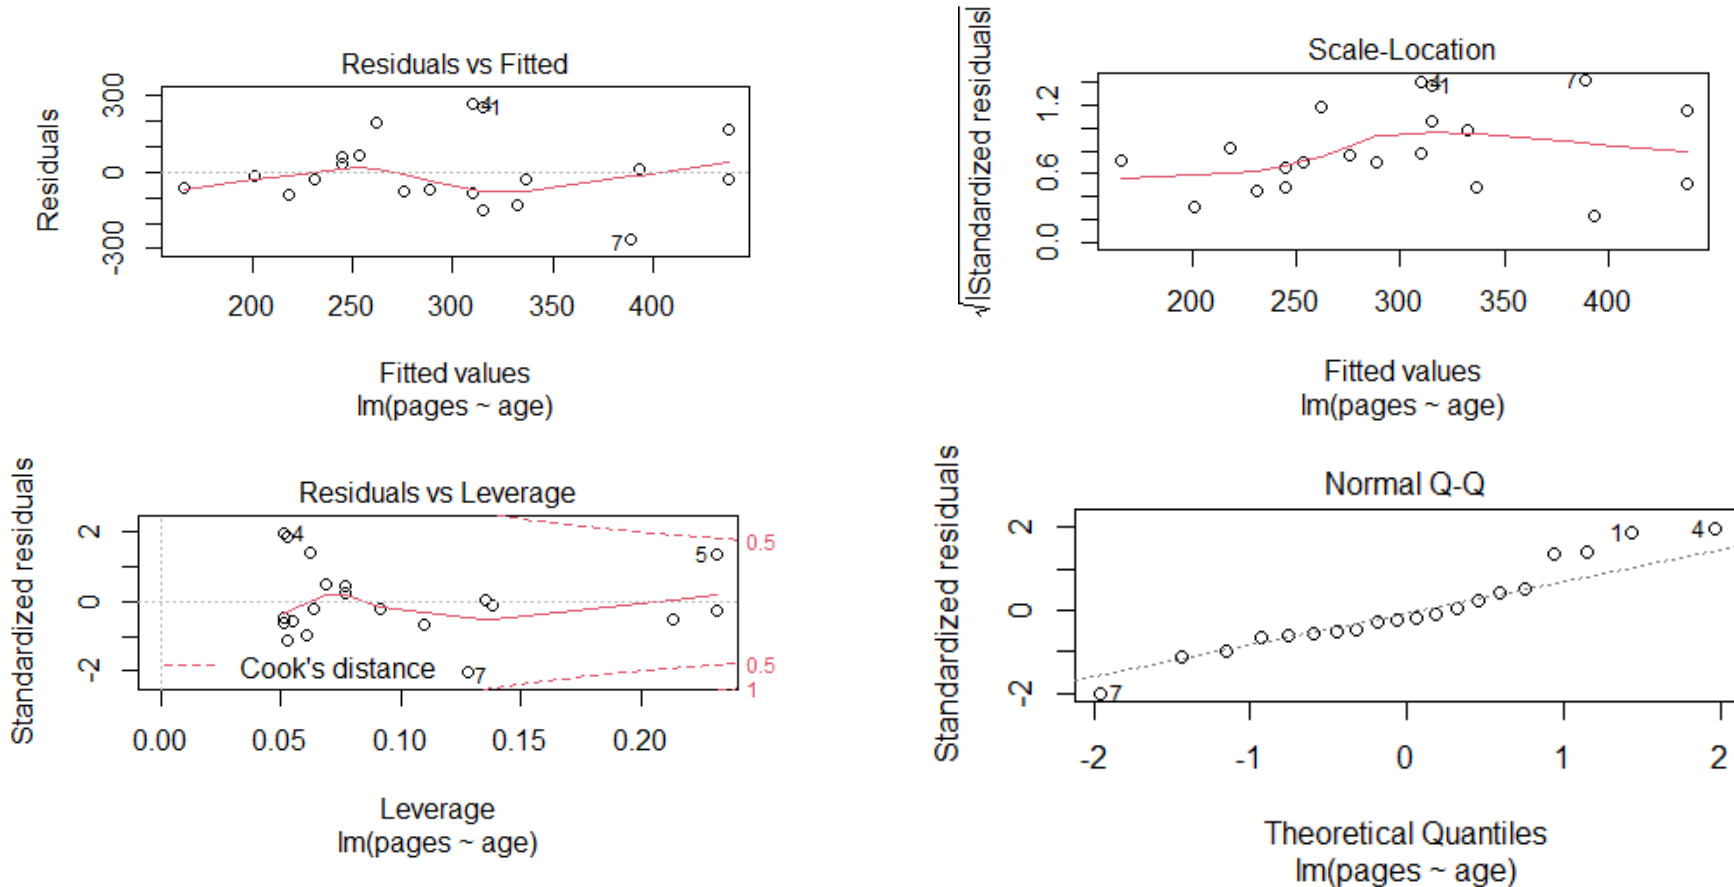 Residuals vs Fitted
Residuals
300
0
-300
4
1
7
200 250 300 350 400
Fitted values
lm(pages ~ age)
Scale-Location
√|Standardized residuals|
1.2
0.6
0.0
4
1
7
200 250 300 350 400
Fitted values
lm(pages ~ age)
Residuals vs Leverage
Standardized residuals
2
0
-2
4
5
7
0.5
0.5
1
Cook's distance
0.00 0.05 0.10 0.15 0.20
Leverage
lm(pages ~ age)
Normal Q-Q
Standardized residuals
2
0
-2
1
4
7
-2 -1 0 1 2
Theoretical Quantiles
lm(pages ~ age)